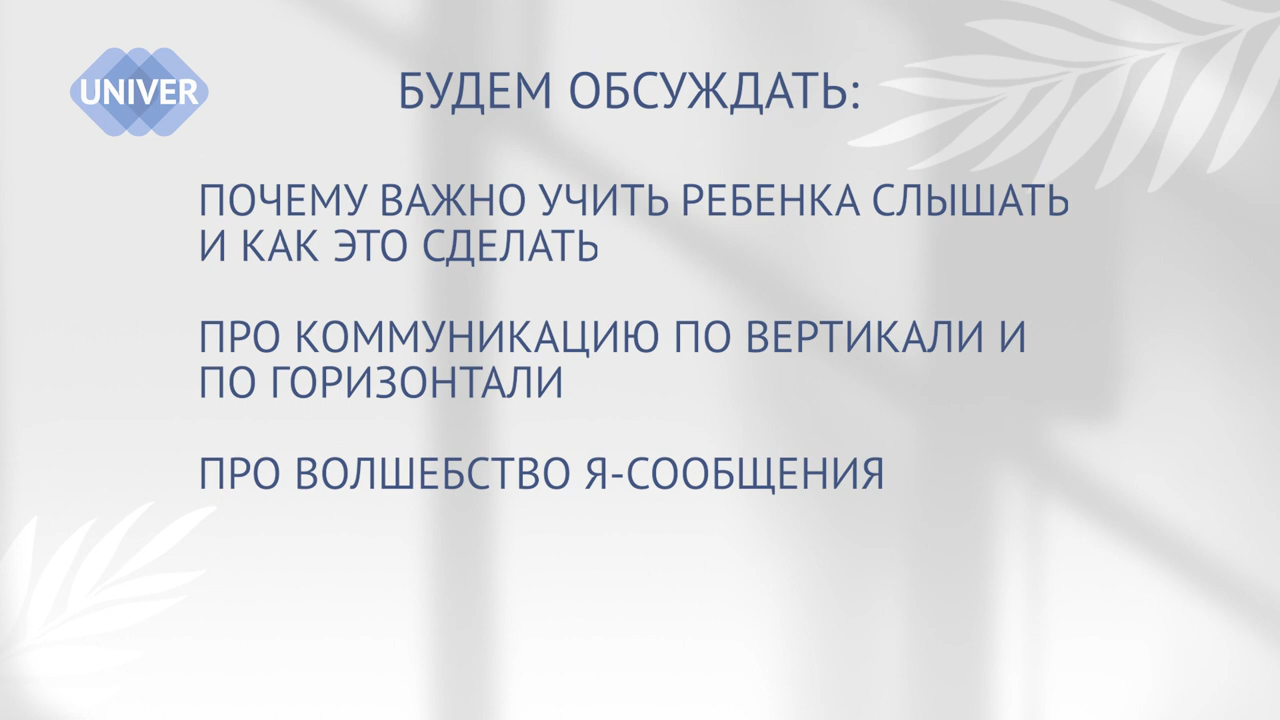 UNIVER
БУДЕМ ОБСУЖДАТЬ:
ПОЧЕМУ ВАЖНО УЧИТЬ РЕБЕНКА СЛЫШАТЬ
И КАК ЭТО СДЕЛАТЬ
ПРО КОММУНИКАЦИЮ ПО ВЕРТИКАЛИ И
ПО ГОРИЗОНТАЛИ
ПРО ВОЛШЕБСТВО Я-СООБЩЕНИЯ